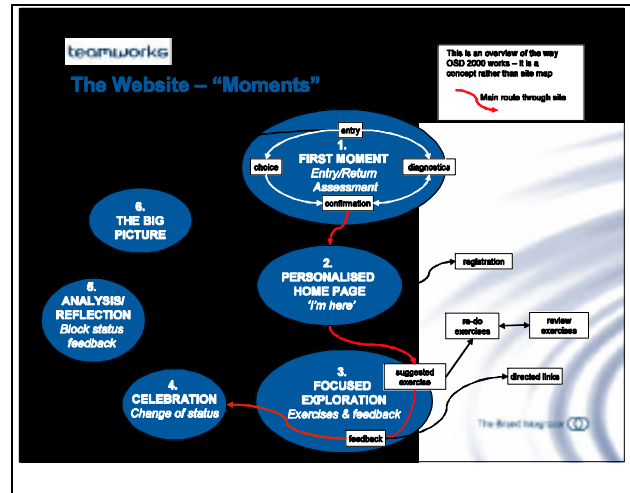 teamworks
The Website – "Moments"
This is an overview of the way
OSD 2000 works – it is a
concept rather than site map
Main route through site
entry
1.
FIRST MOMENT
choice
diagnostics
Entry/Return
Assessment
confirmation
6.
THE BIG
PICTURE
2.
PERSONALISED
HOME PAGE
'I'm here'
registration
5.
ANALYSIS/
REFLECTION
Block status
feedback
re-do
exercises
review
exercises
3.
FOCUSED
EXPLORATION
Exercises & feedback
suggested
exercise
directed links
4.
CELEBRATION
Change of status
feedback
The Brand Integrator